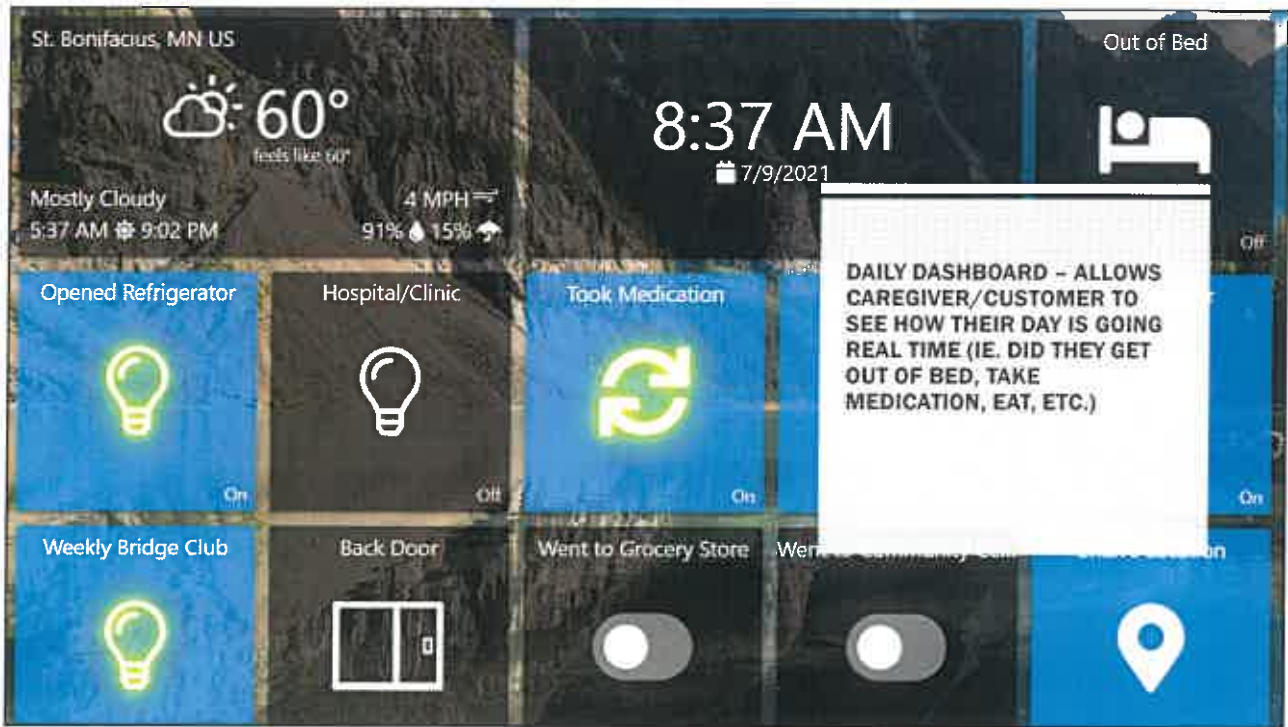 St. Bonifacius, MN US
60°
feels like 60°
Mostly Cloudy
4 MPH
5:37 AM 9:02 PM
91% 15%
8:37 AM
7/9/2021
Out of Bed
Off
DAILY DASHBOARD – ALLOWS
CAREGIVER/CUSTOMER TO
SEE HOW THEIR DAY IS GOING
REAL TIME (IE. DID THEY GET
OUT OF BED, TAKE
MEDICATION, EAT, ETC.)
Opened Refrigerator
On
Hospital/Clinic
Off
Took Medication
On
On
Weekly Bridge Club
Back Door
Went to Grocery Store